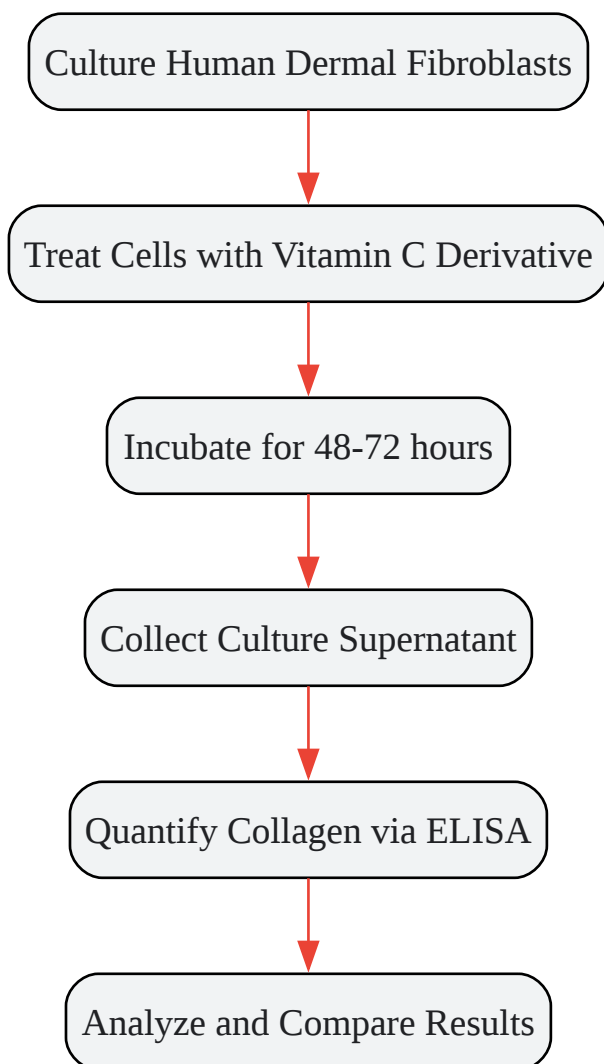 Culture Human Dermal Fibroblasts
Treat Cells with Vitamin C Derivative
Incubate for 48-72 hours
Collect Culture Supernatant
Quantify Collagen via ELISA
Analyze and Compare Results